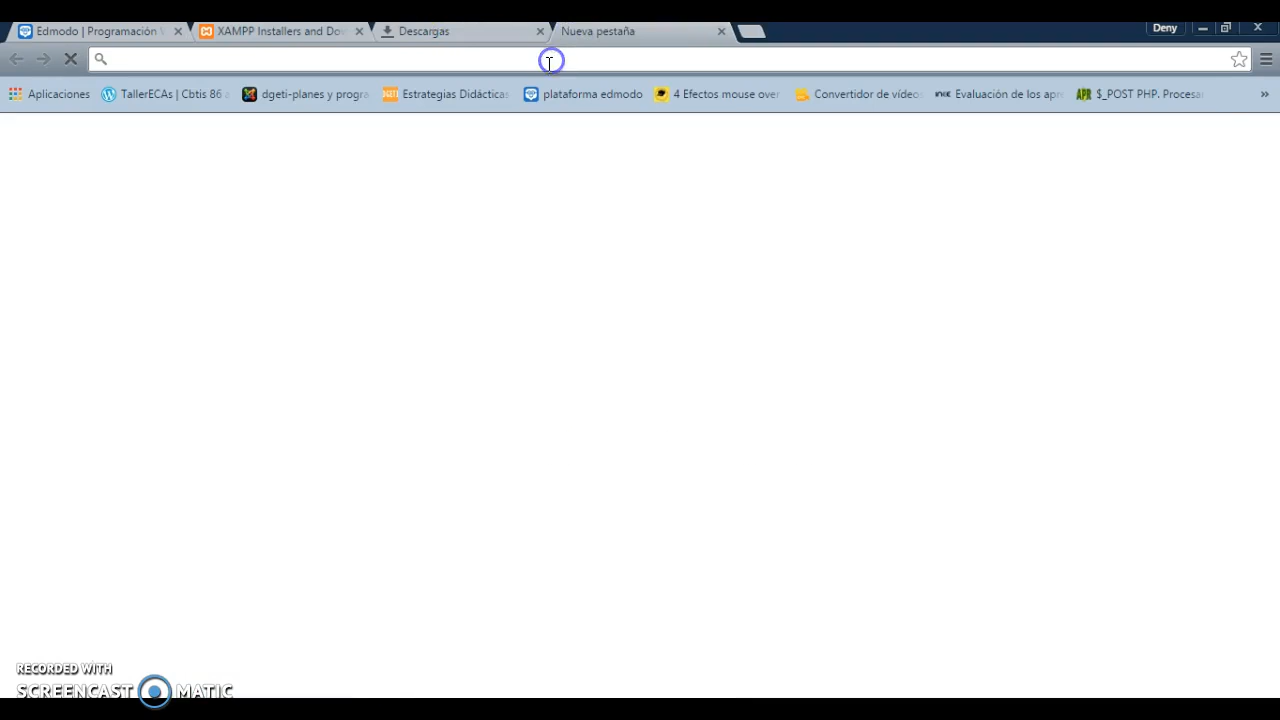 Edmodo | Programación
XAMPP Installers and Do
Descargas
Nueva pestaña
Deny
Aplicaciones
TallerECAs | Cbtis 86
dgeti-planes y progra
Estrategias Didácticas
plataforma edmodo
4 Efectos mouse over
Convertidor de vídeo
Evaluación de los apr
$_POST PHP. Procesa
»
RECORDED WITH
SCREENCAST MATIC